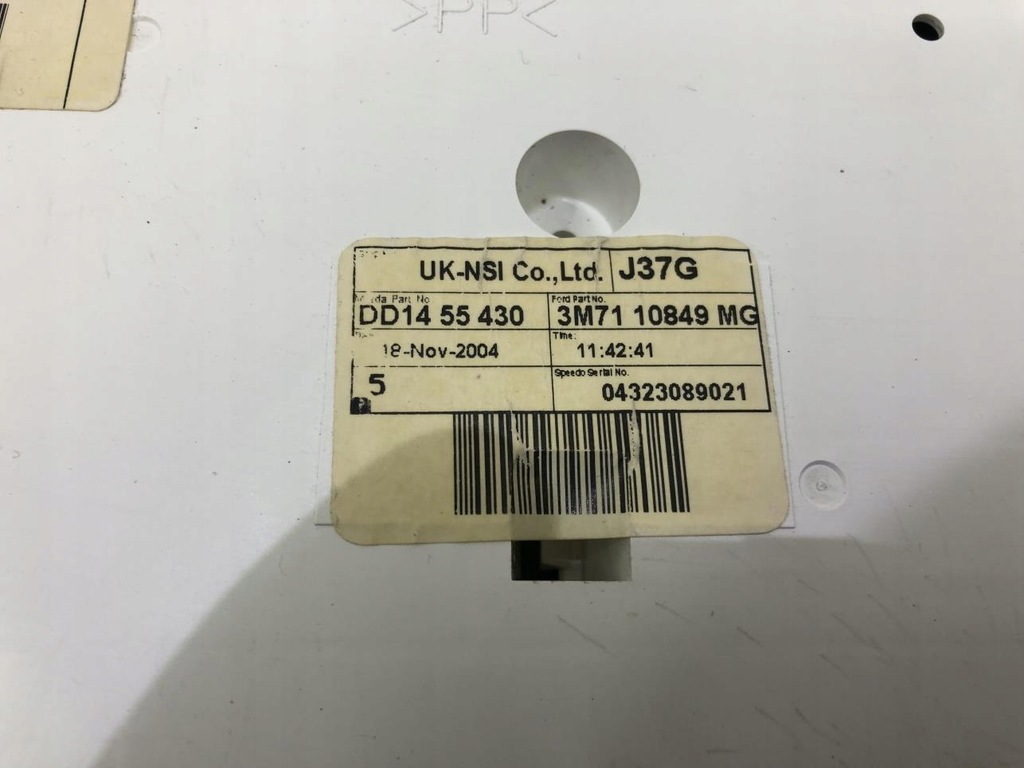 >PP<
UK-NSI Co.,Ltd. J37G
Part No. Ford Part No.
DD14 55 430 3M71 10849 MG
Time:
18-Nov-2004 11:42:41
Speedo Serial No.
5 04323089021